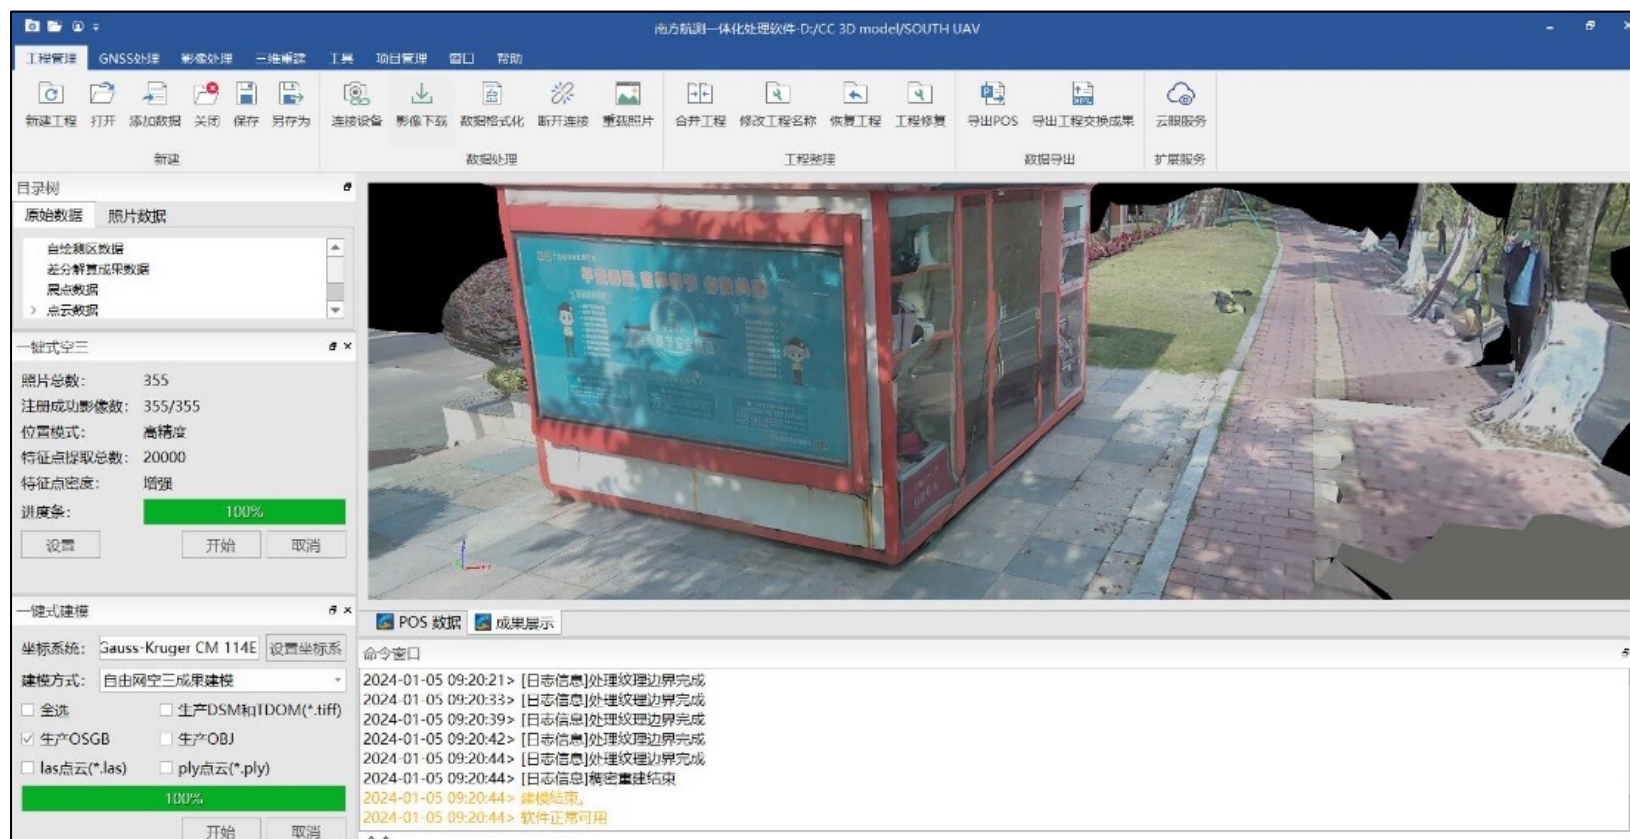 南方航测一体化处理软件-D:/CC 3D model/SOUTH UAV
工程管理 GNSS处理 影像处理 三维重建 工具 项目管理 窗口 帮助
新建工程 打开 添加数据 关闭 保存 另存为 连接设备 影像下载 数据格式化 断开连接 重载照片 合并工程 修改工程名称 恢复工程 工程修复 导出POS 导出工程交换成果 云眼服务
新建 数据处理 工程整理 数据导出 扩展服务
目录树
原始数据 照片数据
自绘测区数据
差分解算成果数据
展点数据
点云数据
一键式空三
照片总数: 355
注册成功影像数: 355/355
位置模式: 高精度
特征点提取总数: 20000
特征点密度: 增强
进度条: 100%
设置 开始 取消
一键式建模
坐标系统: Gauss-Kruger CM 114E 设置坐标系
建模方式: 自由网空三成果建模
全选 生产DSM和TDOM(*.tiff)
生产OSGB 生产OBJ
las点云(*.las) ply点云(*.ply)
100%
开始 取消
POS 数据 成果展示
命令窗口
2024-01-05 09:20:21> [日志信息]处理纹理边界完成
2024-01-05 09:20:33> [日志信息]处理纹理边界完成
2024-01-05 09:20:39> [日志信息]处理纹理边界完成
2024-01-05 09:20:42> [日志信息]处理纹理边界完成
2024-01-05 09:20:44> [日志信息]处理纹理边界完成
2024-01-05 09:20:44> [日志信息]稠密重建结束
2024-01-05 09:20:44> 建模结束。
2024-01-05 09:20:44> 软件正常可用